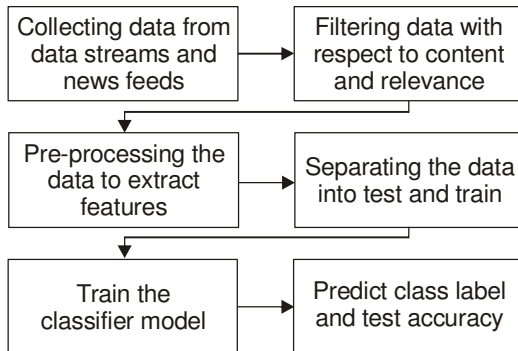 Collecting data from
data streams and
news feeds
Filtering data with
respect to content
and relevance
Pre-processing the
data to extract
features
Separating the data
into test and train
Train the
classifier model
Predict class label
and test accuracy